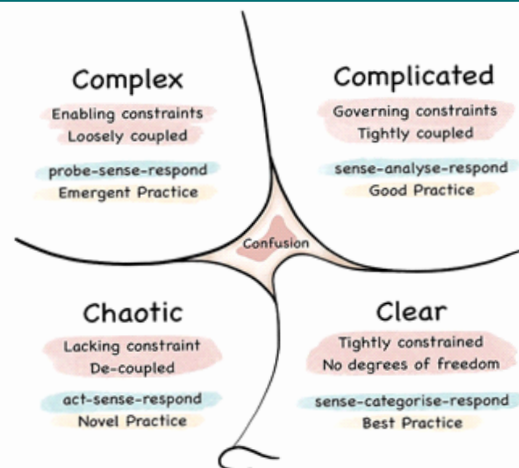 Complex
Enabling constraints
Loosely coupled
probe-sense-respond
Emergent Practice
Complicated
Governing constraints
Tightly coupled
sense-analyse-respond
Good Practice
Confusion
Chaotic
Lacking constraint
De-coupled
act-sense-respond
Novel Practice
Clear
Tightly constrained
No degrees of freedom
sense-categorise-respond
Best Practice